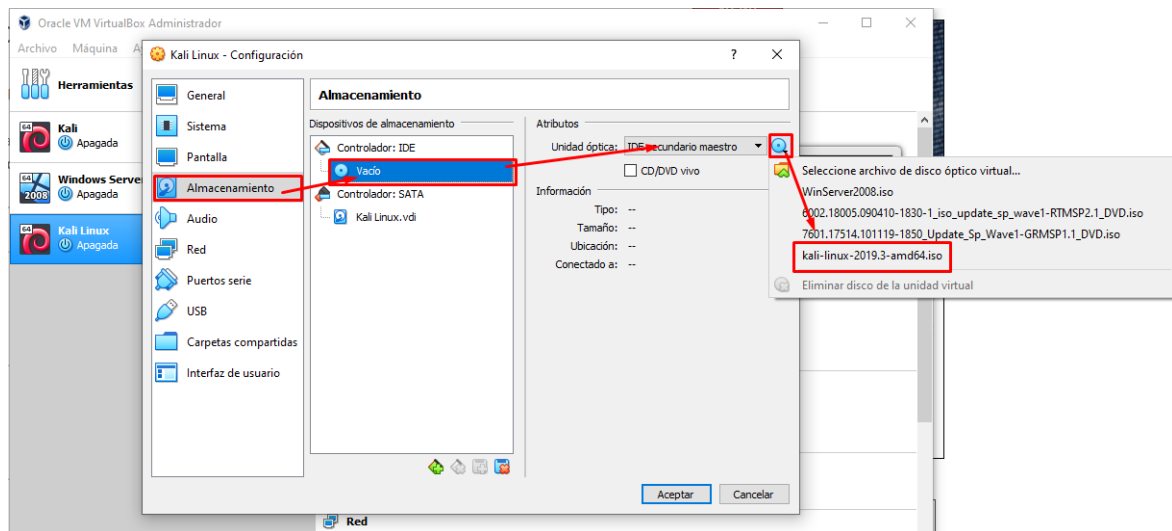 Oracle VM VirtualBox Administrador
Archivo Máquina A
Herramientas
64 Kali
Apagada
64 2008 Windows Serve
Apagada
64 Kali Linux
Apagada
Kali Linux - Configuración
?
General
Sistema
Pantalla
Almacenamiento
Audio
Red
Puertos serie
USB
Carpetas compartidas
Interfaz de usuario
Almacenamiento
Dispositivos de almacenamiento
Controlador: IDE
Vacío
Controlador: SATA
Kali Linux.vdi
Atributos
Unidad óptica: IDE secundario maestro
CD/DVD vivo
Información
Tipo: --
Tamaño: --
Ubicación: --
Conectado a: --
Seleccione archivo de disco óptico virtual...
WinServer2008.iso
6002.18005.090410-1830-1_iso_update_sp_wave1-RTMSP2.1_DVD.iso
7601.17514.101119-1850_Update_Sp_Wave1-GRMSP1.1_DVD.iso
kali-linux-2019.3-amd64.iso
Eliminar disco de la unidad virtual
Aceptar Cancelar
Red